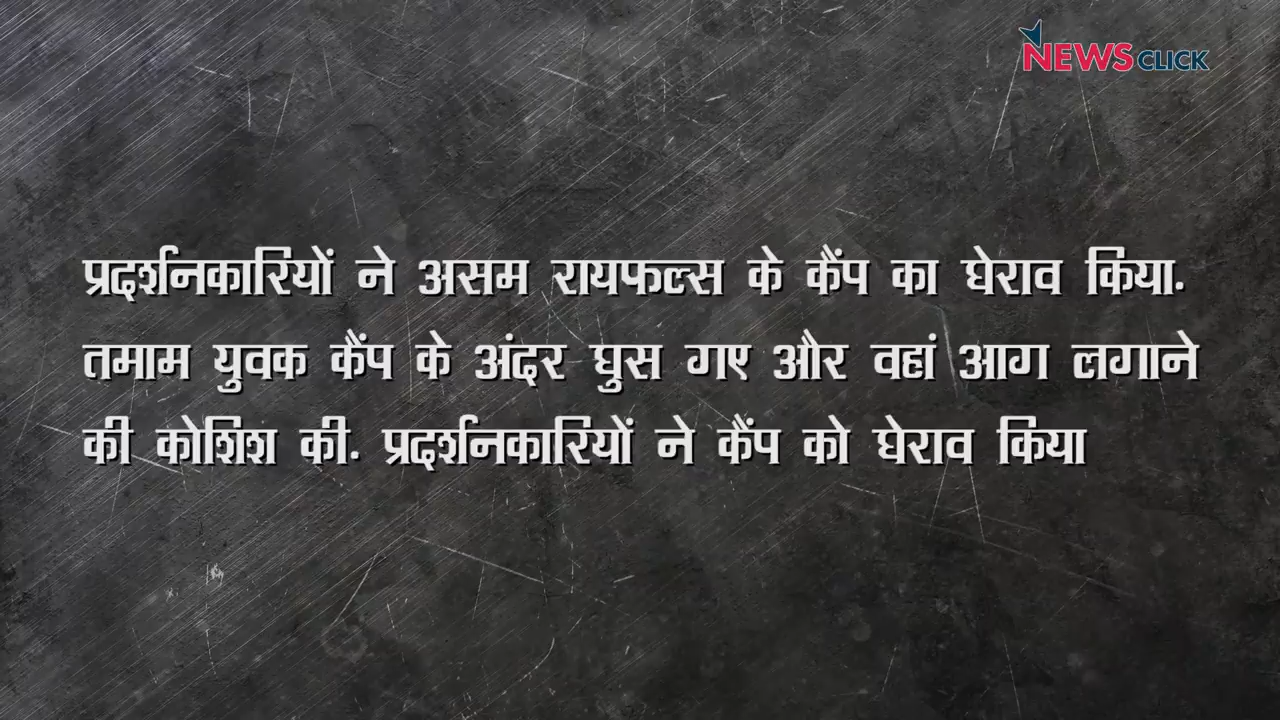 NEWSCLICK
प्रदर्शनकारियों ने असम रायफल्स के कैंप का घेराव किया.
तमाम युवक कैंप के अंदर घुस गए और वहां आग लगाने
की कोशिश की. प्रदर्शनकारियों ने कैंप को घेराव किया